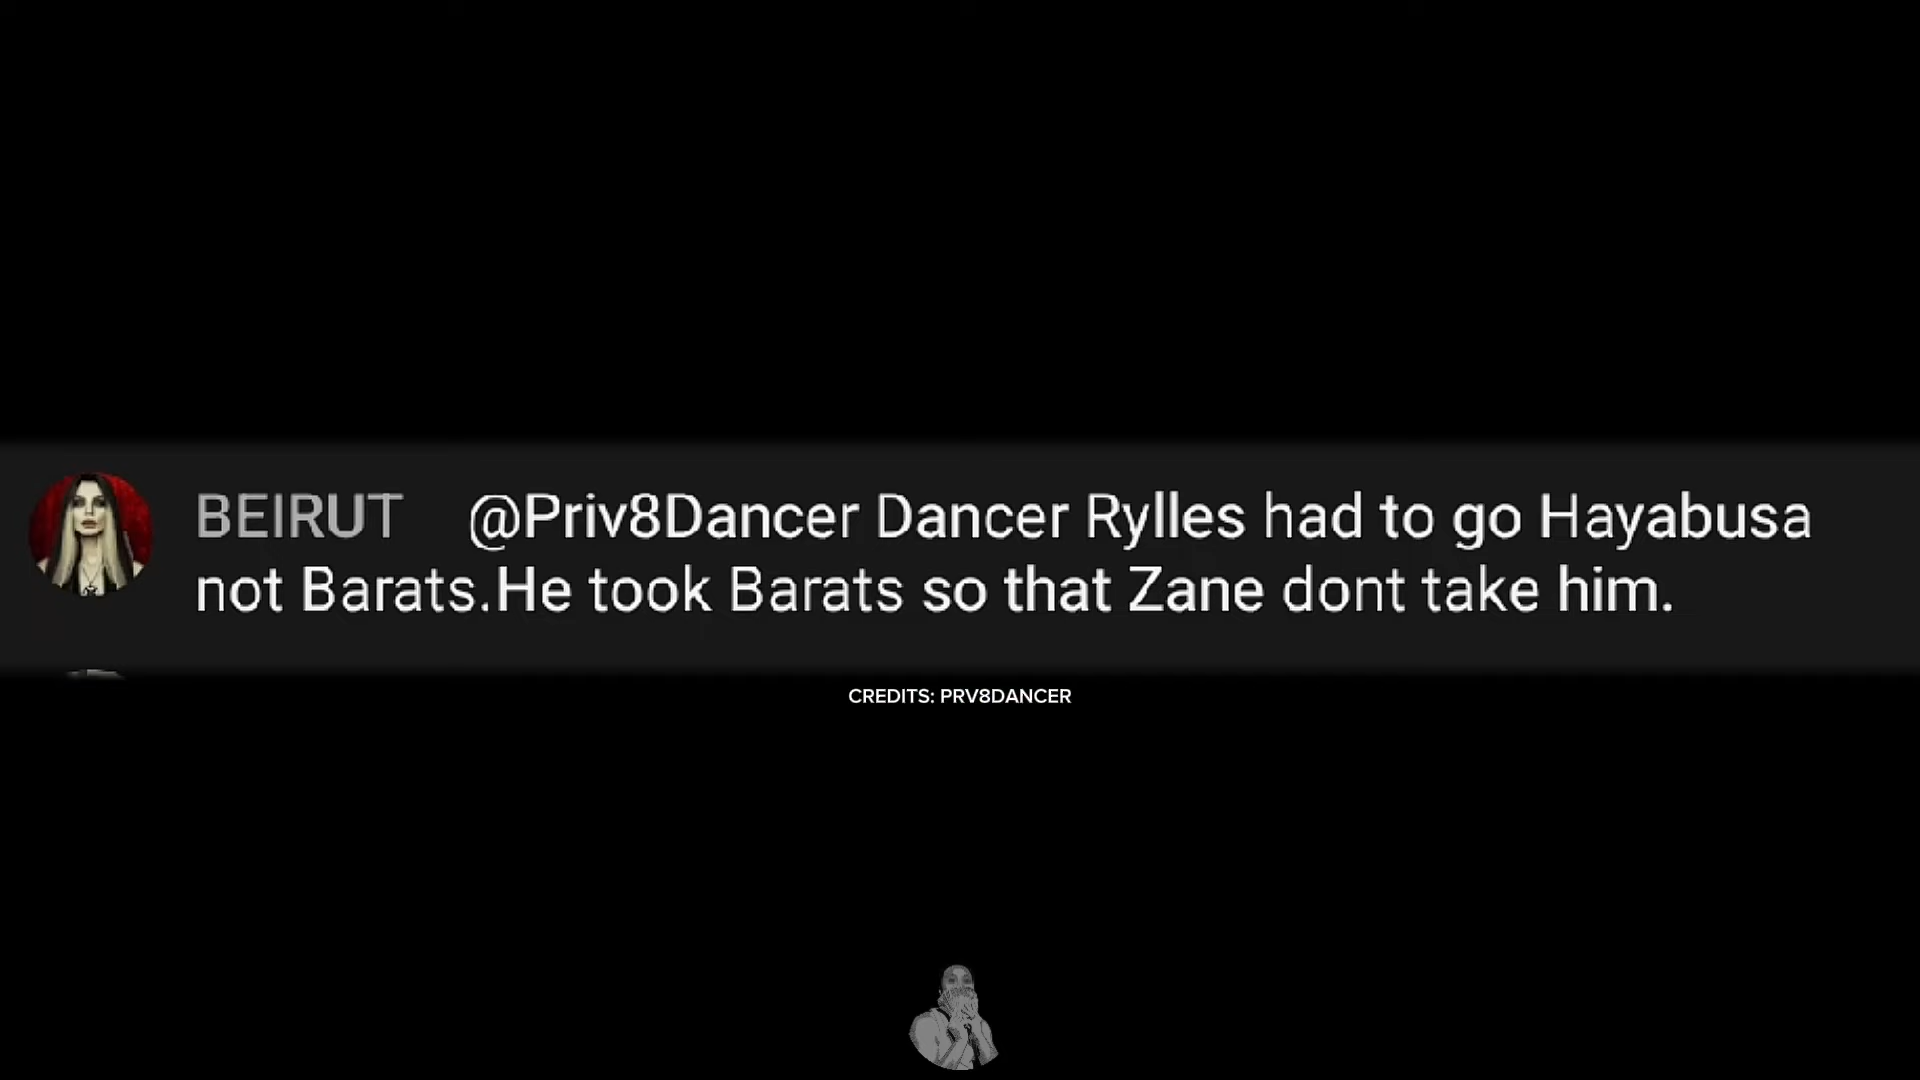 BEIRUT @Priv8Dancer Dancer Rylles had to go Hayabusa
not Barats.He took Barats so that Zane dont take him.
CREDITS: PRV8DANCER